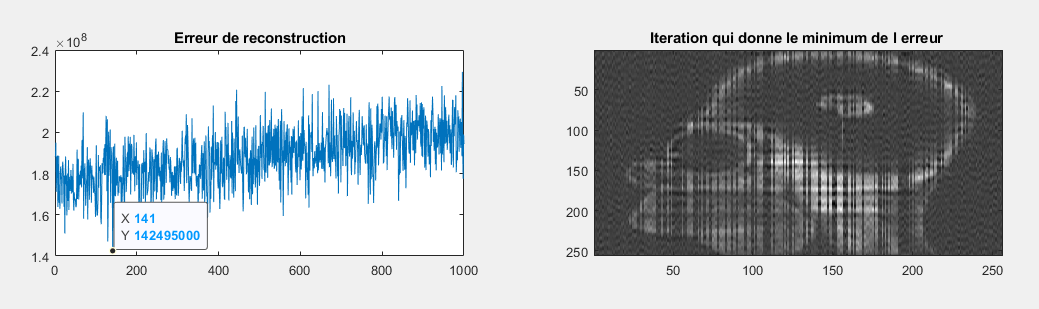 Erreur de reconstruction
×10⁸
2.4
2.2
2
1.8
1.6
1.4
0 200 400 600 800 1000
X 141
Y 142495000
Iteration qui donne le minimum de l erreur
50
100
150
200
250
50 100 150 200 250